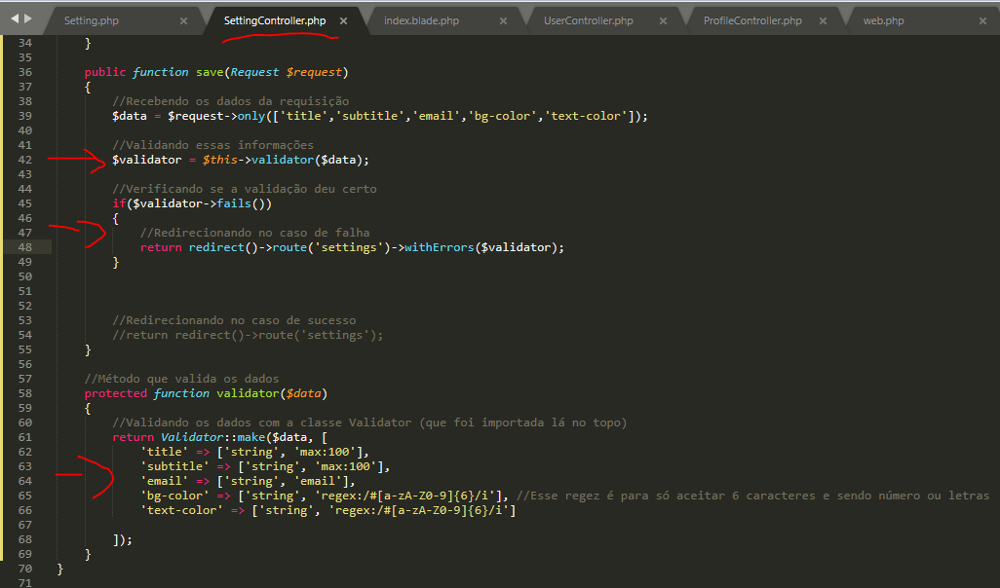 Setting.php × SettingController.php × index.blade.php × UserController.php × ProfileController.php × web.php ×
34 }
35
36 public function save(Request $request)
37 {
38 //Recebendo os dados da requisição
39 $data = $request->only(['title','subtitle','email','bg-color','text-color']);
40
41 //Validando essas informações
42 $validator = $this->validator($data);
43
44 //Verificando se a validação deu certo
45 if($validator->fails())
46 {
47 //Redirecionando no caso de falha
48 return redirect()->route('settings')->withErrors($validator);
49 }
50
51
52
53 //Redirecionando no caso de sucesso
54 //return redirect()->route('settings');
55 }
56
57 //Método que valida os dados
58 protected function validator($data)
59 {
60 //Validando os dados com a classe Validator (que foi importada lá no topo)
61 return Validator::make($data, [
62 'title' => ['string', 'max:100'],
63 'subtitle' => ['string', 'max:100'],
64 'email' => ['string', 'email'],
65 'bg-color' => ['string', 'regex:/#[a-zA-Z0-9]{6}/i'], //Esse regez é para só aceitar 6 caracteres e sendo número ou letras
66 'text-color' => ['string', 'regex:/#[a-zA-Z0-9]{6}/i']
67
68 ]);
69 }
70 }
71